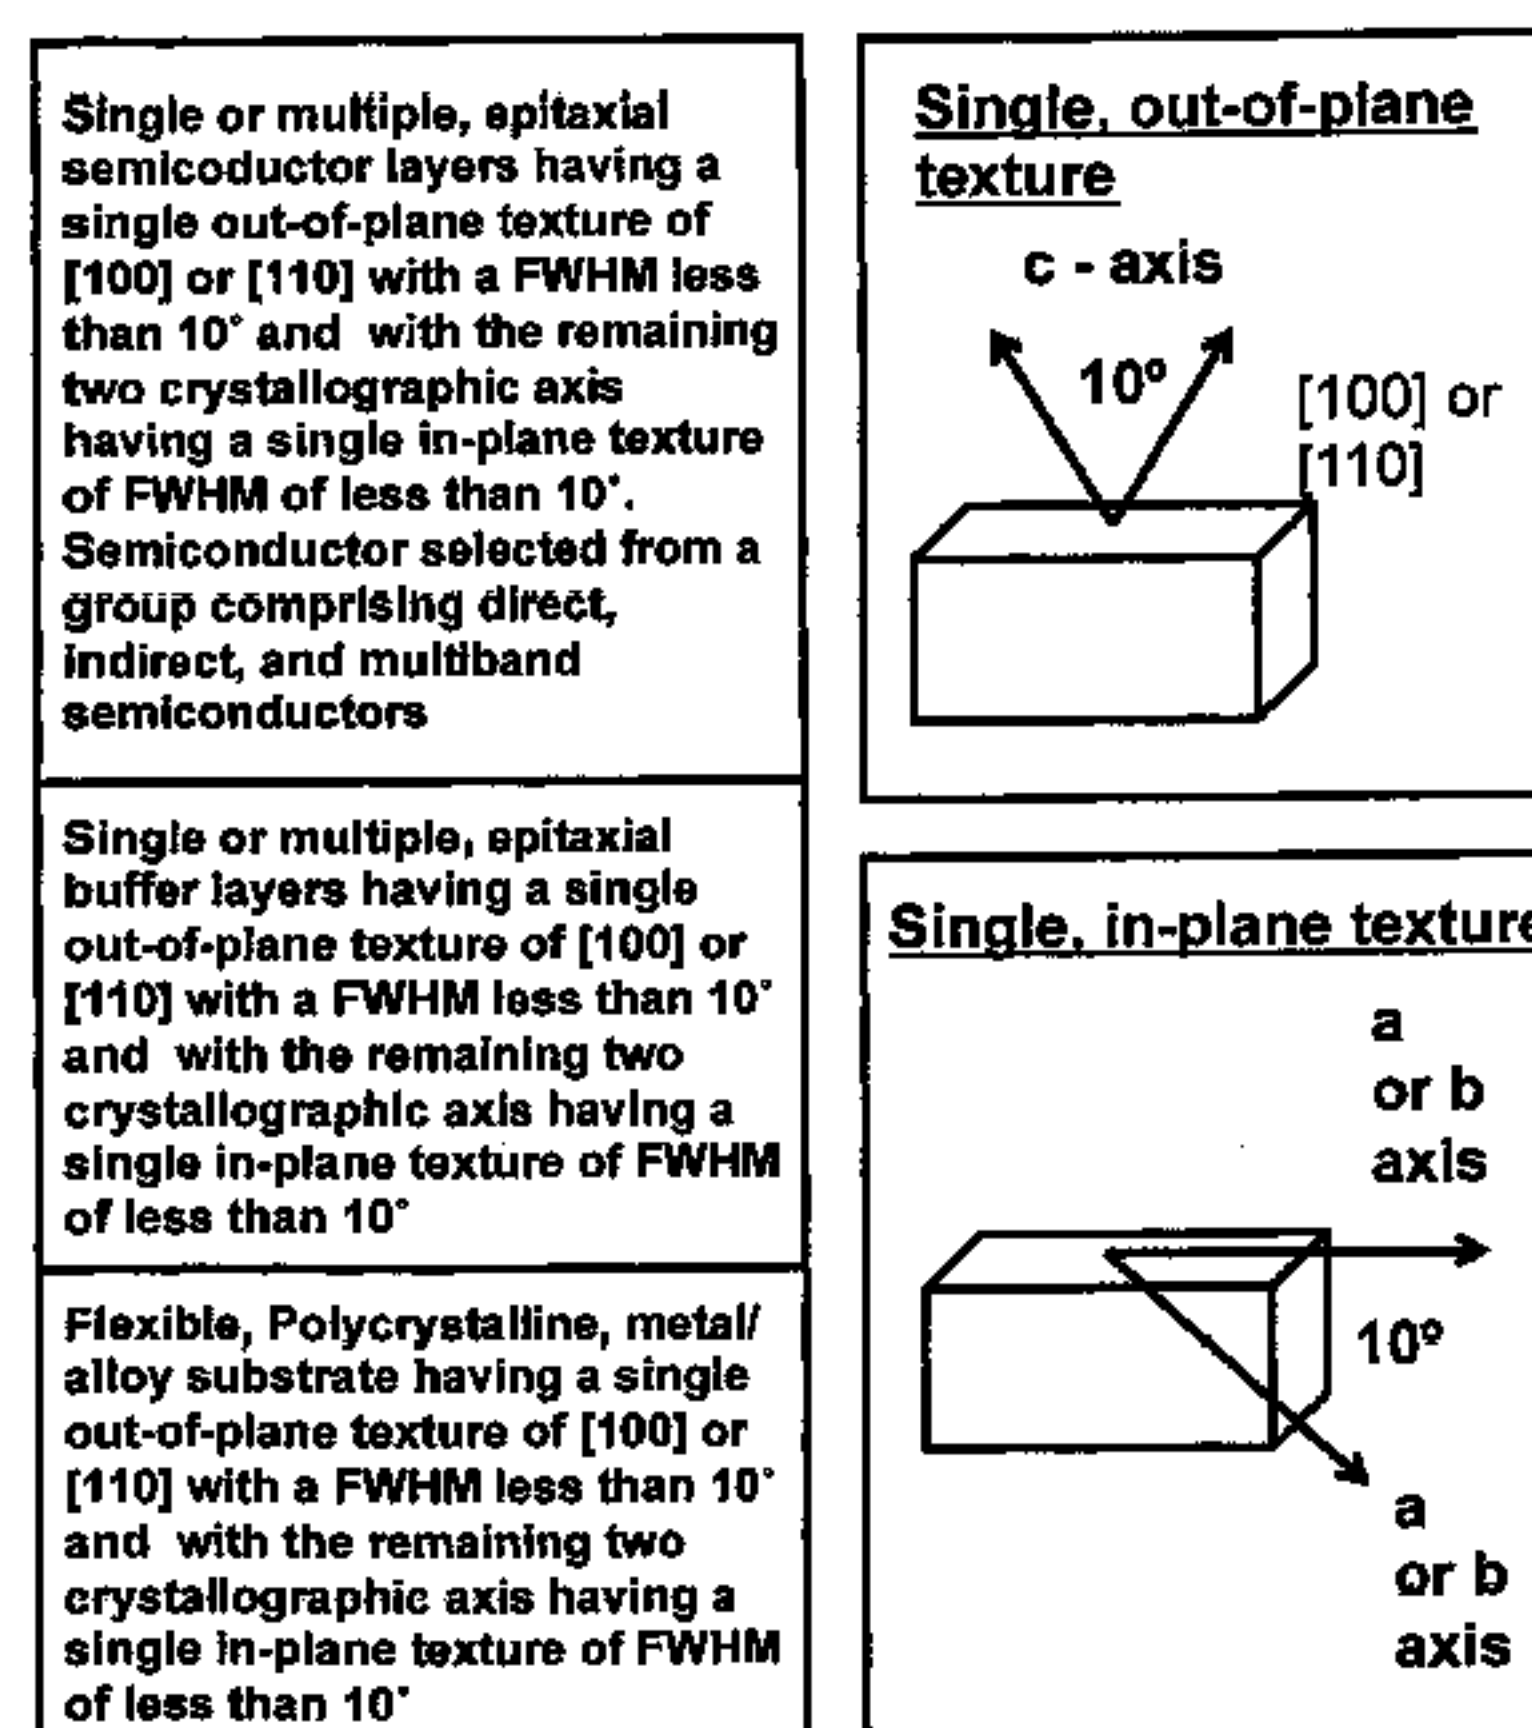 Single or multiple, epitaxial
semicoductor layers having a
single out-of-plane texture of
[100] or [110] with a FWHM less
than 10° and with the remaining
two crystallographic axis
having a single in-plane texture
of FWHM of less than 10°.
Semiconductor selected from a
group comprising direct,
indirect, and multiband
semiconductors
Single or multiple, epitaxial
buffer layers having a single
out-of-plane texture of [100] or
[110] with a FWHM less than 10°
and with the remaining two
crystallographic axis having a
single in-plane texture of FWHM
of less than 10°
Flexible, Polycrystalline, metal/
alloy substrate having a single
out-of-plane texture of [100] or
[110] with a FWHM less than 10°
and with the remaining two
crystallographic axis having a
single in-plane texture of FWHM
of less than 10°
Single, out-of-plane
texture
c - axis
10º
[100] or
[110]
Single, in-plane texture
a
or b
axis
10º
a
or b
axis